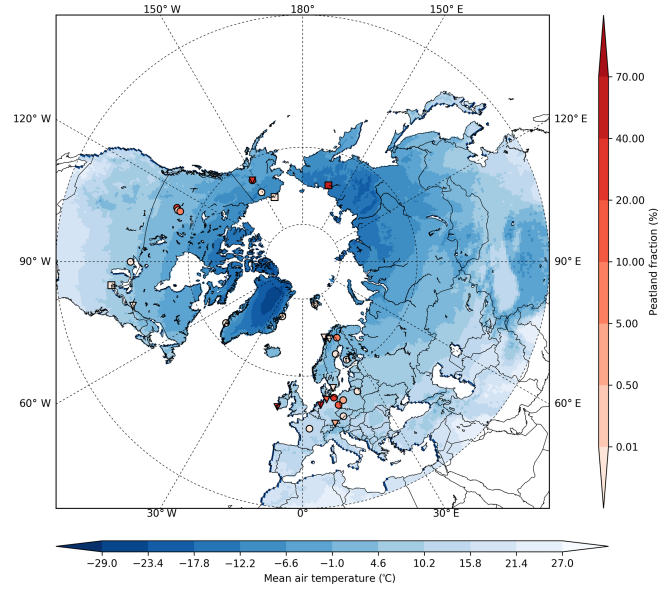 150° W 180° 150° E
120° W 120° E
90° W 90° E
60° W 60° E
30° W 0° 30° E
70.00
40.00
20.00
10.00
5.00
0.50
0.01
Peatland fraction (%)
−29.0 −23.4 −17.8 −12.2 −6.6 −1.0 4.6 10.2 15.8 21.4 27.0
Mean air temperature (℃)